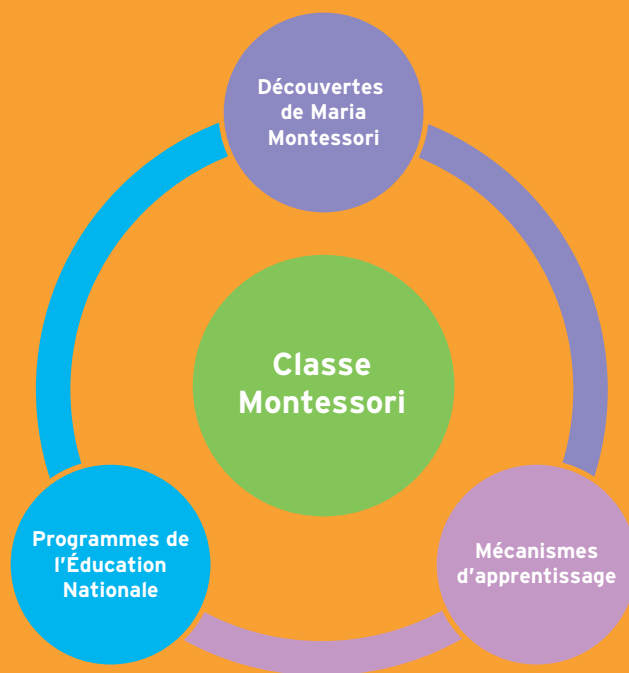 Découvertes
de Maria
Montessori
Classe
Montessori
Programmes de
l'Éducation
Nationale
Mécanismes
d'apprentissage